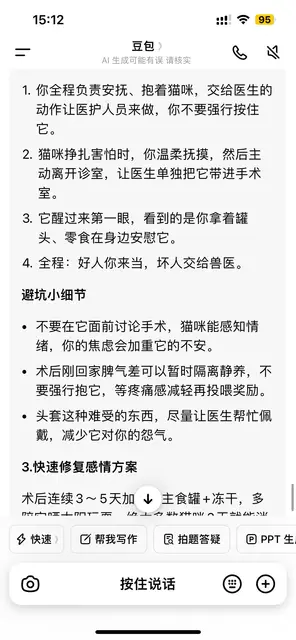 15:12
95
豆包
AI 生成可能有误 请核实
1. 你全程负责安抚、抱着猫咪，交给医生的
动作让医护人员来做，你不要强行按住
它。
2. 猫咪挣扎害怕时，你温柔抚摸，然后主
动离开诊室，让医生单独把它带进手术
室。
3. 它醒过来第一眼，看到的是你拿着罐
头、零食在身边安慰它。
4. 全程：好人你来当，坏人交给兽医。
避坑小细节
• 不要在它面前讨论手术，猫咪能感知情
绪，你的焦虑会加重它的不安。
• 术后刚回家脾气差可以暂时隔离静养，不
要强行抱它，等疼痛感减轻再投喂奖励。
• 头套这种难受的东西，尽量让医生帮忙佩
戴，减少它对你的怨气。
3.快速修复感情方案
术后连续3～5天加 主食罐+冻干，多
快速
帮我写作
拍题答疑
PPT 生
按住说话